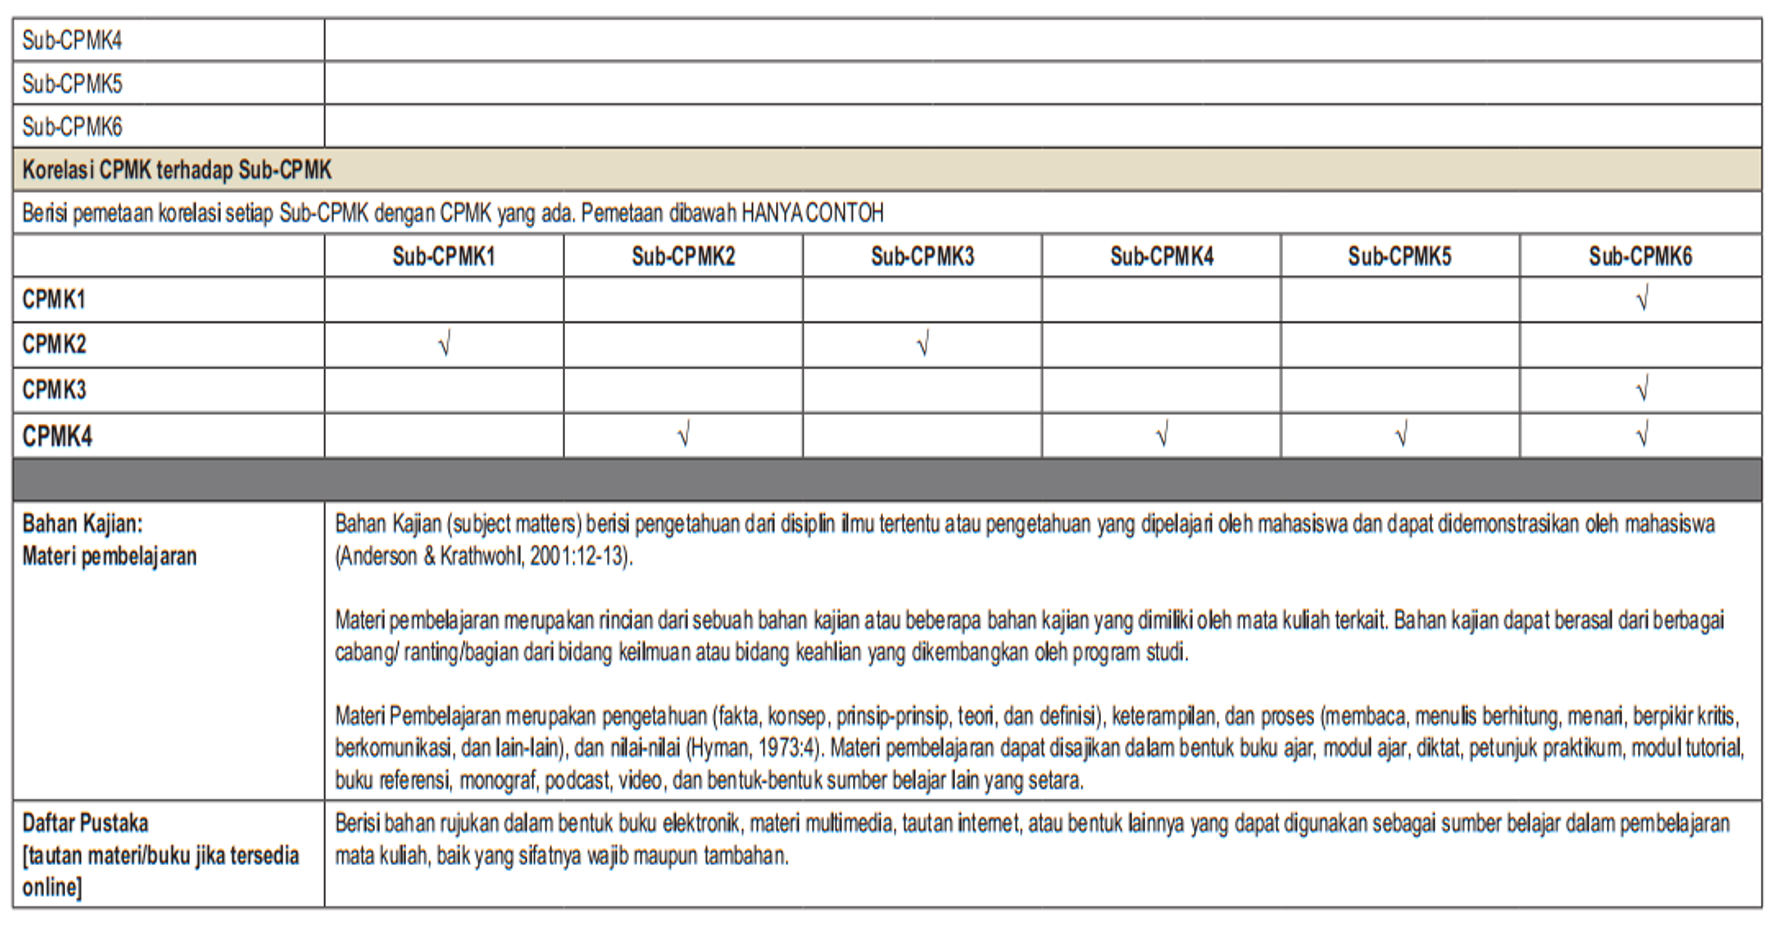 Sub-CPMK4
Sub-CPMK5
Sub-CPMK6
Korelasi CPMK terhadap Sub-CPMK
Berisi pemetaan korelasi setiap Sub-CPMK dengan CPMK yang ada. Pemetaan dibawah HANYA CONTOH
Sub-CPMK1 Sub-CPMK2 Sub-CPMK3 Sub-CPMK4 Sub-CPMK5 Sub-CPMK6
CPMK1 √
CPMK2 √ √
CPMK3 √
CPMK4 √ √ √ √
Bahan Kajian:
Materi pembelajaran
Bahan Kajian (subject matters) berisi pengetahuan dari disiplin ilmu tertentu atau pengetahuan yang dipelajari oleh mahasiswa dan dapat didemonstrasikan oleh mahasiswa
(Anderson & Krathwohl, 2001:12-13).
Materi pembelajaran merupakan rincian dari sebuah bahan kajian atau beberapa bahan kajian yang dimiliki oleh mata kuliah terkait. Bahan kajian dapat berasal dari berbagai
cabang/ ranting/bagian dari bidang keilmuan atau bidang keahlian yang dikembangkan oleh program studi.
Materi Pembelajaran merupakan pengetahuan (fakta, konsep, prinsip-prinsip, teori, dan definisi), keterampilan, dan proses (membaca, menulis berhitung, menari, berpikir kritis,
berkomunikasi, dan lain-lain), dan nilai-nilai (Hyman, 1973:4). Materi pembelajaran dapat disajikan dalam bentuk buku ajar, modul ajar, diktat, petunjuk praktikum, modul tutorial,
buku referensi, monograf, podcast, video, dan bentuk-bentuk sumber belajar lain yang setara.
Daftar Pustaka
[tautan materi/buku jika tersedia
online]
Berisi bahan rujukan dalam bentuk buku elektronik, materi multimedia, tautan internet, atau bentuk lainnya yang dapat digunakan sebagai sumber belajar dalam pembelajaran
mata kuliah, baik yang sifatnya wajib maupun tambahan.